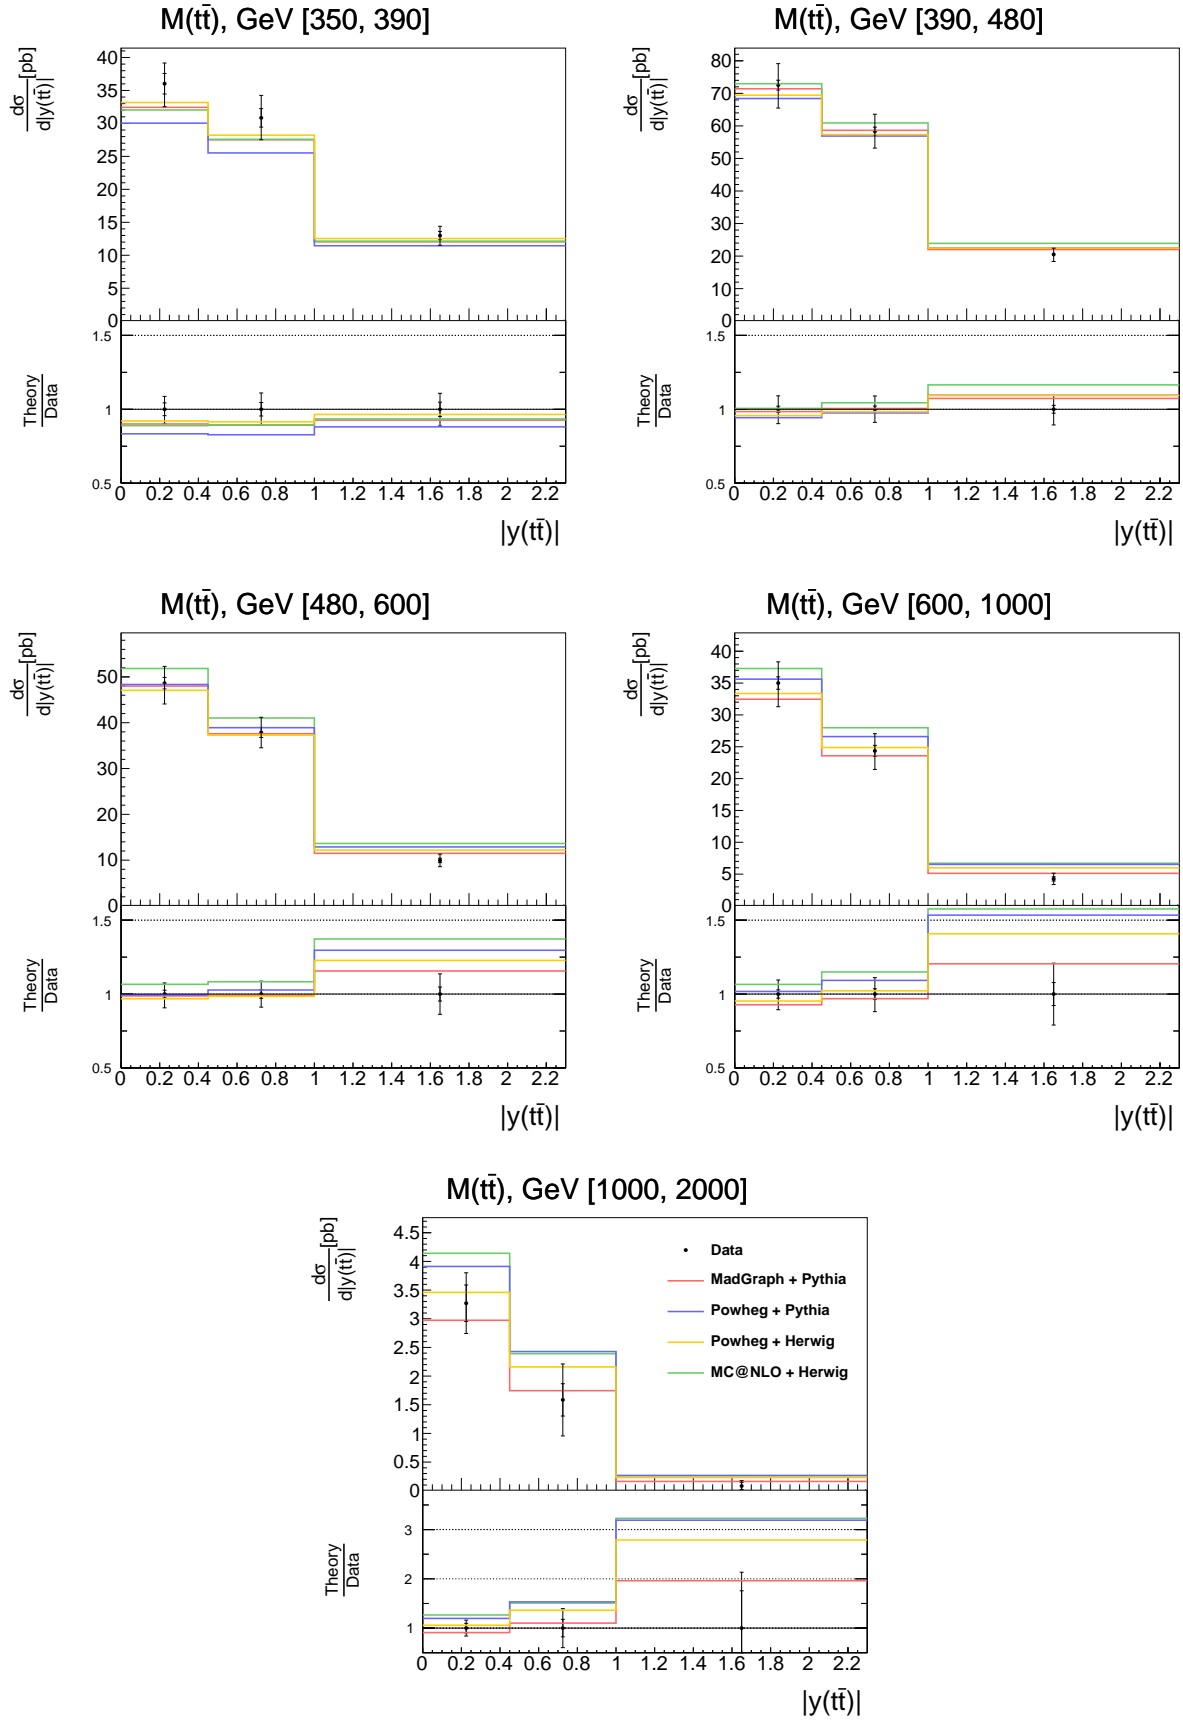 M(tt̄), GeV [350, 390]
dσ
d|y(tt̄)|
[pb]
40
35
30
25
20
15
10
5
0
Theory
Data
1.5
1
0.5
0 0.2 0.4 0.6 0.8 1 1.2 1.4 1.6 1.8 2 2.2
|y(tt̄)|
M(tt̄), GeV [390, 480]
dσ
d|y(tt̄)|
[pb]
80
70
60
50
40
30
20
10
0
Theory
Data
1.5
1
0.5
0 0.2 0.4 0.6 0.8 1 1.2 1.4 1.6 1.8 2 2.2
|y(tt̄)|
M(tt̄), GeV [480, 600]
dσ
d|y(tt̄)|
[pb]
50
40
30
20
10
0
Theory
Data
1.5
1
0.5
0 0.2 0.4 0.6 0.8 1 1.2 1.4 1.6 1.8 2 2.2
|y(tt̄)|
M(tt̄), GeV [600, 1000]
dσ
d|y(tt̄)|
[pb]
40
35
30
25
20
15
10
5
0
Theory
Data
1.5
1
0.5
0 0.2 0.4 0.6 0.8 1 1.2 1.4 1.6 1.8 2 2.2
|y(tt̄)|
M(tt̄), GeV [1000, 2000]
dσ
d|y(tt̄)|
[pb]
4.5
4
3.5
3
2.5
2
1.5
1
0.5
0
Data
MadGraph + Pythia
Powheg + Pythia
Powheg + Herwig
MC@NLO + Herwig
Theory
Data
3
2
1
0 0.2 0.4 0.6 0.8 1 1.2 1.4 1.6 1.8 2 2.2
|y(tt̄)|